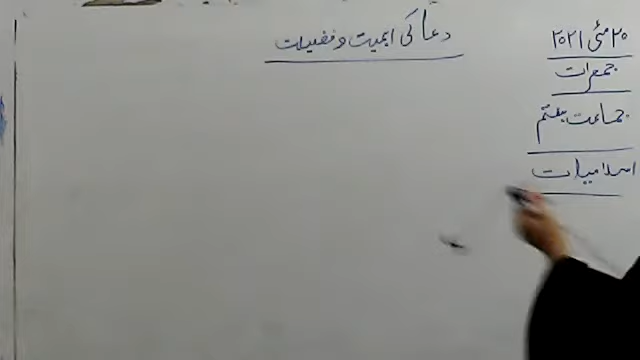 دعا کی اہمیت و فضیلت
۲۰ مئی ۲۰۲۱
جمعرات
جماعت ہشتم
اسلامیات